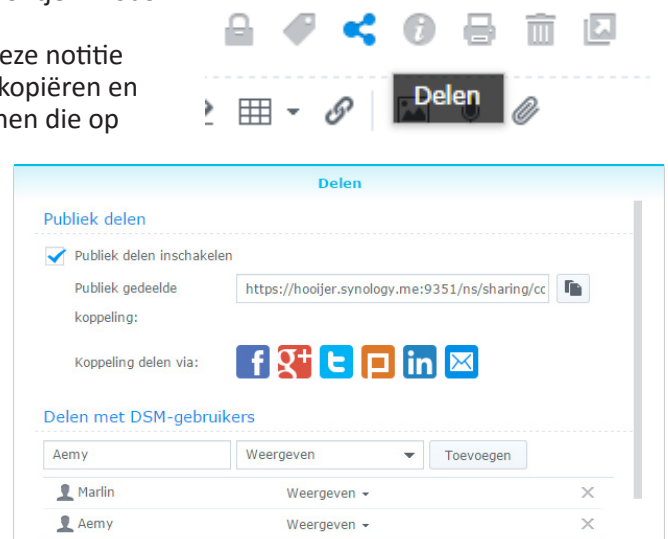 eze notitie
kopiëren en
nen die op
Delen
Delen
Publiek delen
Publiek delen inschakelen
Publiek gedeelde koppeling:
https://hooijer.synology.me:9351/ns/sharing/cc
Koppeling delen via:
Delen met DSM-gebruikers
Aemy Weergeven Toevoegen
Marlin Weergeven
Aemy Weergeven